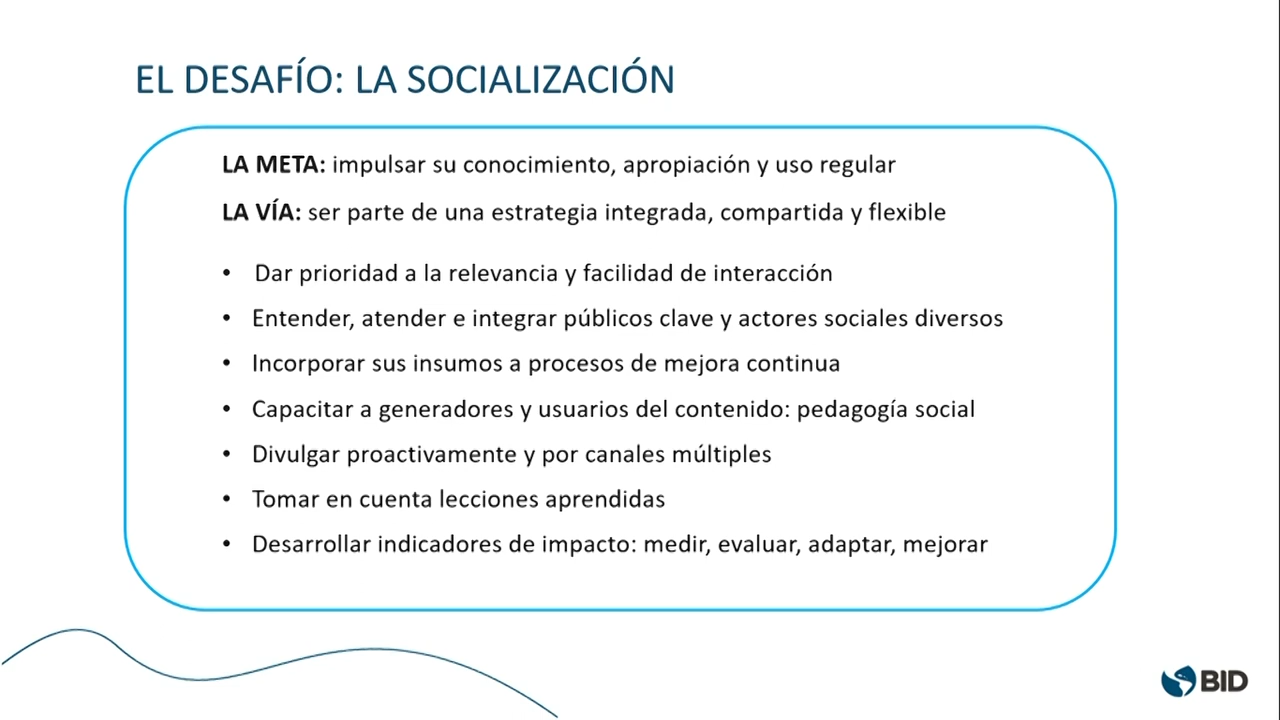 EL DESAFÍO: LA SOCIALIZACIÓN
LA META: impulsar su conocimiento, apropiación y uso regular
LA VÍA: ser parte de una estrategia integrada, compartida y flexible
• Dar prioridad a la relevancia y facilidad de interacción
• Entender, atender e integrar públicos clave y actores sociales diversos
• Incorporar sus insumos a procesos de mejora continua
• Capacitar a generadores y usuarios del contenido: pedagogía social
• Divulgar proactivamente y por canales múltiples
• Tomar en cuenta lecciones aprendidas
• Desarrollar indicadores de impacto: medir, evaluar, adaptar, mejorar
BID